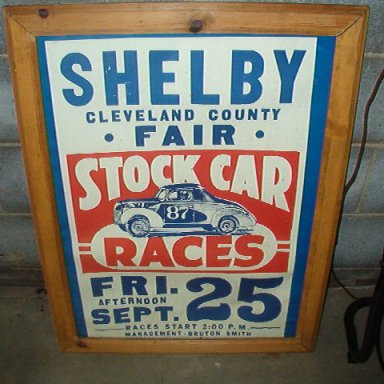 SHELBY
CLEVELAND COUNTY
• FAIR •
STOCK CAR
87
RACES
FRI.
AFTERNOON
SEPT. 25
RACES START 2:00 P.M.
MANAGEMENT - BRUTON SMITH